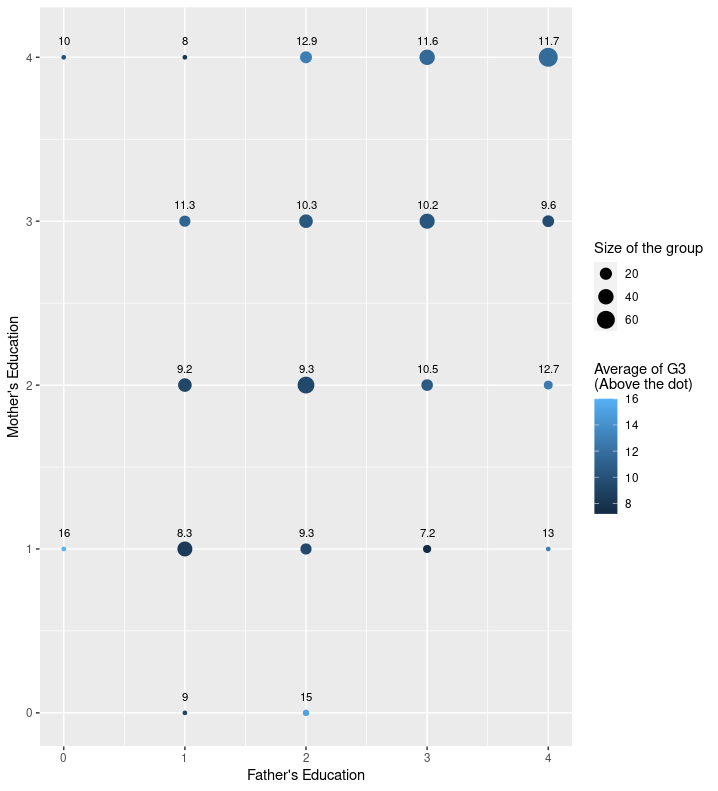 10 8 12.9 11.6 11.7
4
11.3 10.3 10.2 9.6
3
9.2 9.3 10.5 12.7
2
16 8.3 9.3 7.2 13
1
9 15
0
0 1 2 3 4
Father's Education
Mother's Education
Size of the group
20
40
60
Average of G3
(Above the dot)
16
14
12
10
8